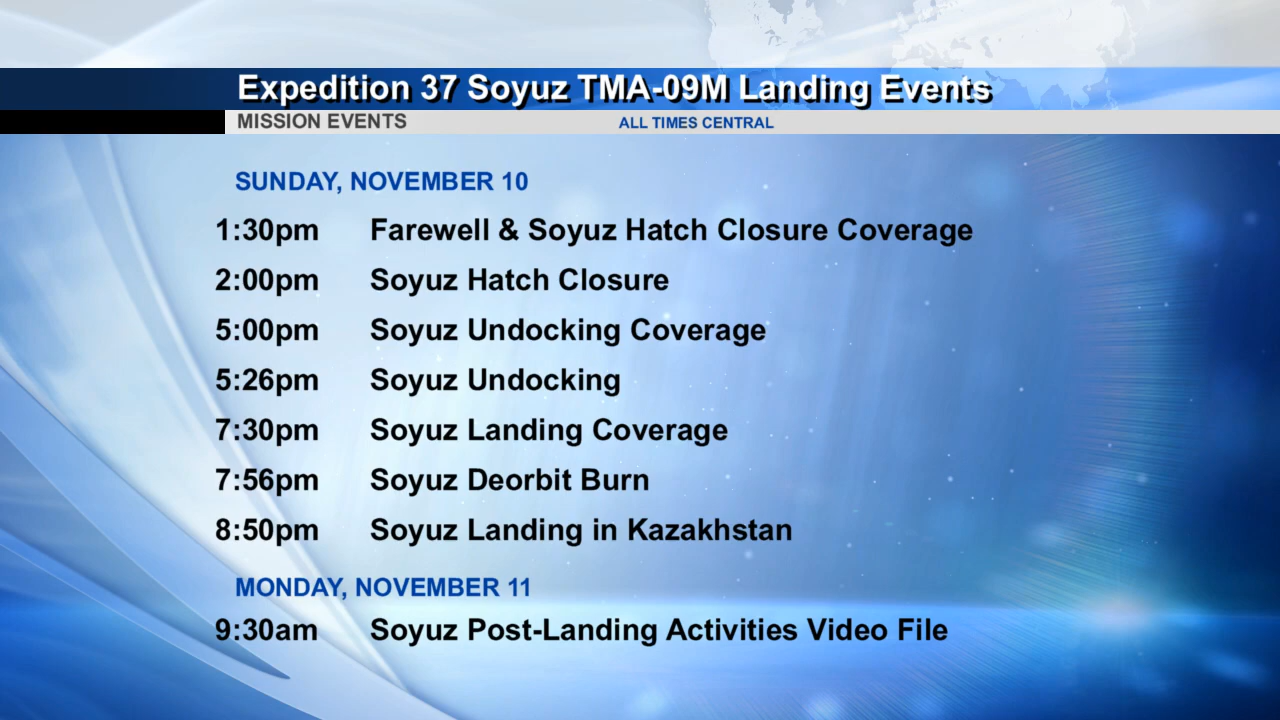 Expedition 37 Soyuz TMA-09M Landing Events
MISSION EVENTS ALL TIMES CENTRAL
SUNDAY, NOVEMBER 10
1:30pm Farewell & Soyuz Hatch Closure Coverage
2:00pm Soyuz Hatch Closure
5:00pm Soyuz Undocking Coverage
5:26pm Soyuz Undocking
7:30pm Soyuz Landing Coverage
7:56pm Soyuz Deorbit Burn
8:50pm Soyuz Landing in Kazakhstan
MONDAY, NOVEMBER 11
9:30am Soyuz Post-Landing Activities Video File